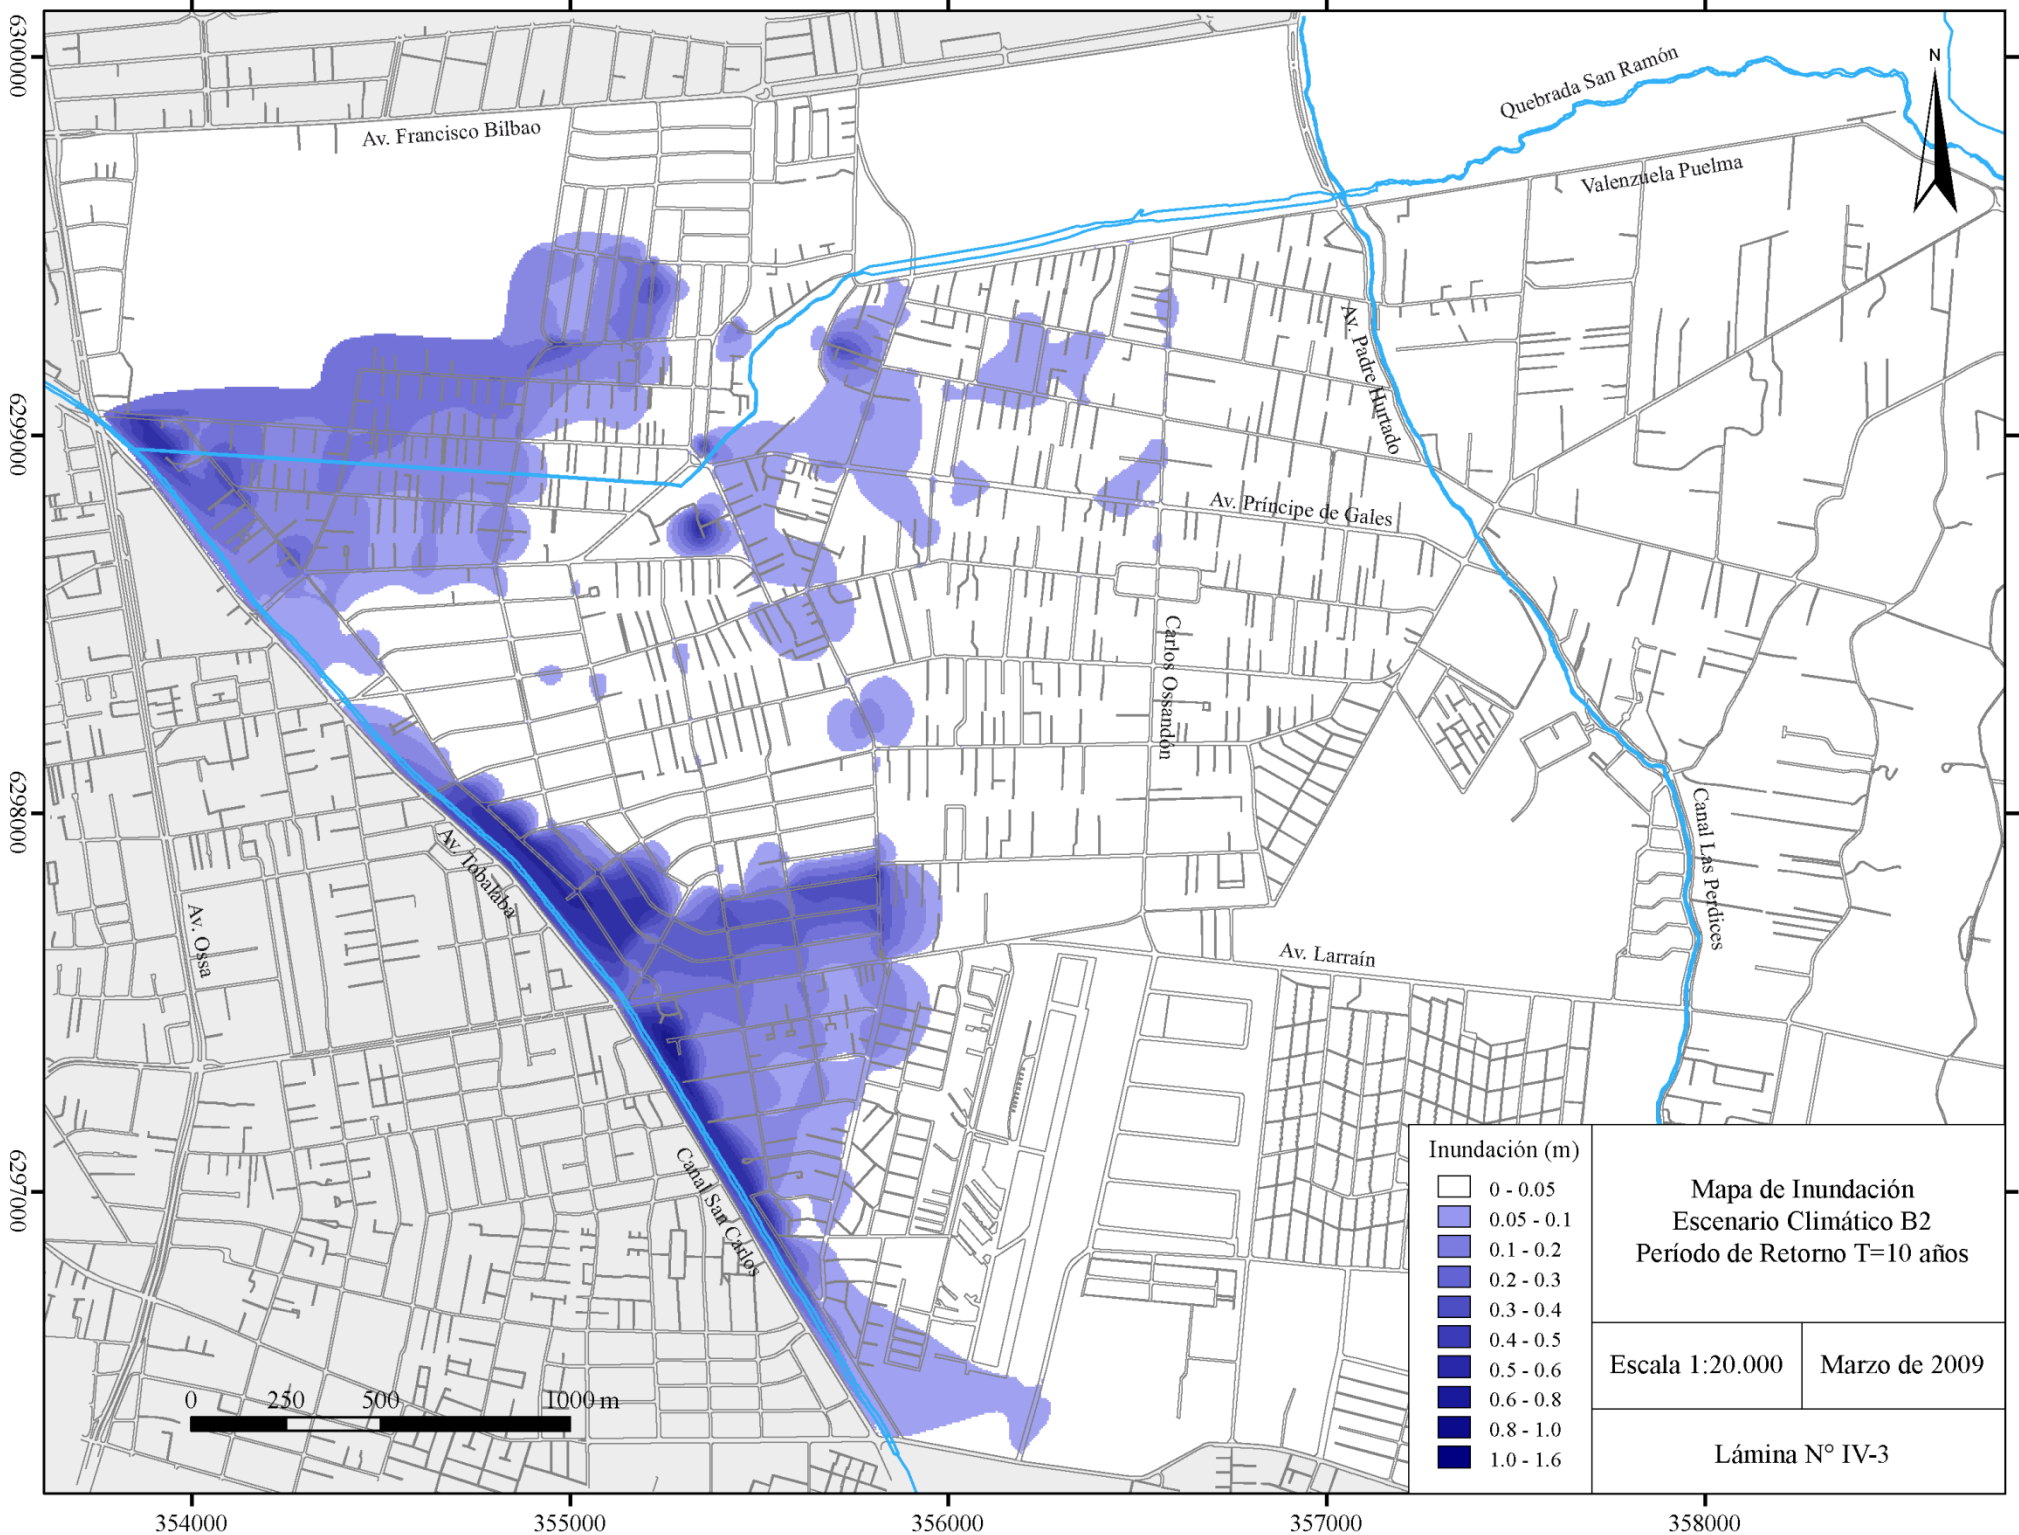 6300000
6299000
6298000
6297000
354000
355000
356000
357000
358000
N
Quebrada San Ramón
Av. Francisco Bilbao
Valenzuela Puelma
Av. Padre Hurtado
Av. Príncipe de Gales
Carlos Ossandón
Canal Las Perdices
Av. Tobalaba
Av. Ossa
Av. Larraín
Canal San Carlos
0 250 500 1000 m
Inundación (m)
0 - 0.05
0.05 - 0.1
0.1 - 0.2
0.2 - 0.3
0.3 - 0.4
0.4 - 0.5
0.5 - 0.6
0.6 - 0.8
0.8 - 1.0
1.0 - 1.6
Mapa de Inundación
Escenario Climático B2
Período de Retorno T=10 años
Escala 1:20.000
Marzo de 2009
Lámina N° IV-3